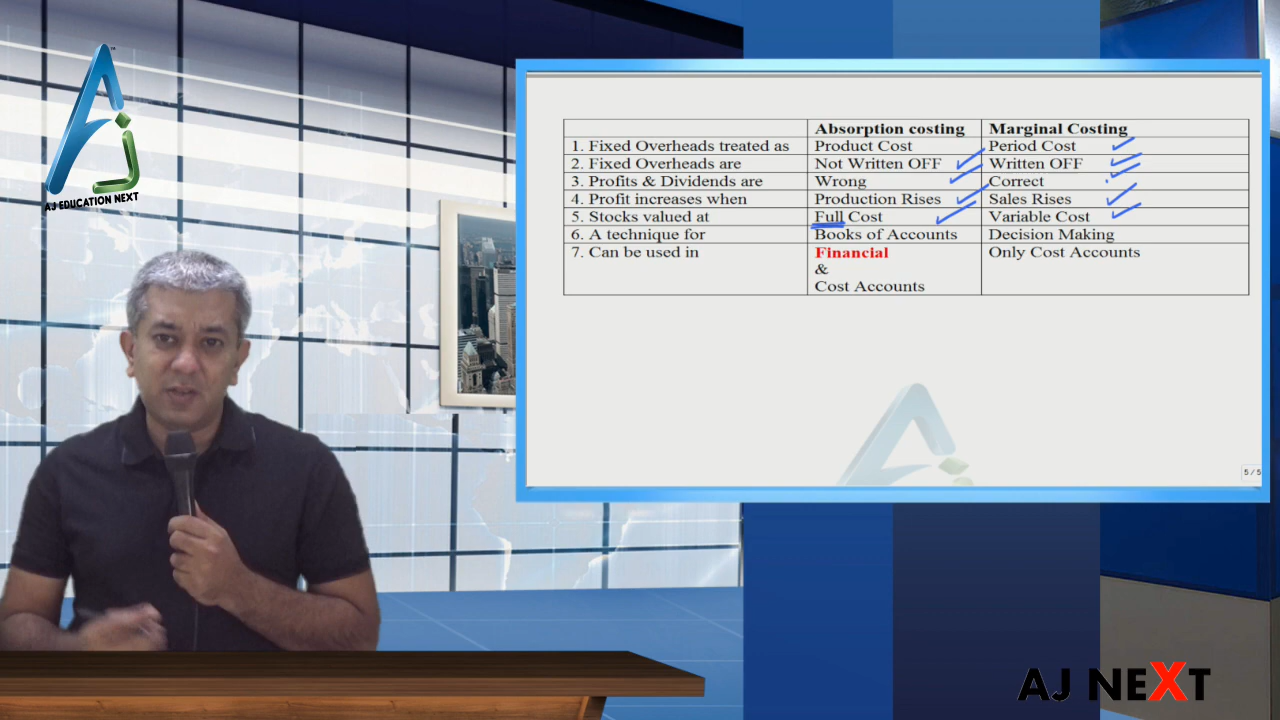 AJ EDUCATION NEXT
Absorption costing Marginal Costing
1. Fixed Overheads treated as Product Cost Period Cost
2. Fixed Overheads are Not Written OFF Written OFF
3. Profits & Dividends are Wrong Correct
4. Profit increases when Production Rises Sales Rises
5. Stocks valued at Full Cost Variable Cost
6. A technique for Books of Accounts Decision Making
7. Can be used in Financial Only Cost Accounts
&
Cost Accounts
5 / 5
AJ NEXT